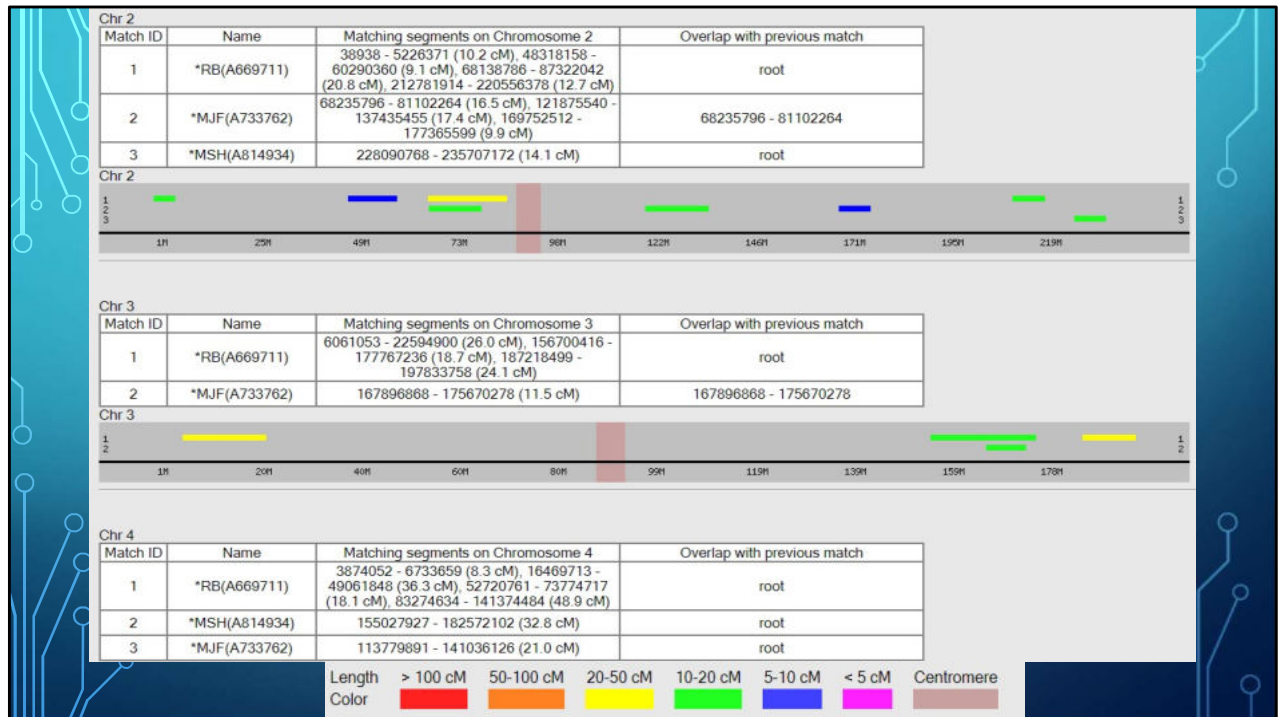 Chr 2
Match ID Name Matching segments on Chromosome 2 Overlap with previous match
1 *RB(A669711) 38938 - 5226371 (10.2 cM), 48318158 - 60290360 (9.1 cM), 68138786 - 87322042 (20.8 cM), 212781914 - 220556378 (12.7 cM) root
2 *MJF(A733762) 68235796 - 81102264 (16.5 cM), 121875540 - 137435455 (17.4 cM), 169752512 - 177365599 (9.9 cM) 68235796 - 81102264
3 *MSH(A814934) 228090768 - 235707172 (14.1 cM) root
Chr 2
1 1
2 2
3 3
1M 25M 49M 73M 98M 122M 146M 171M 195M 219M
Chr 3
Match ID Name Matching segments on Chromosome 3 Overlap with previous match
1 *RB(A669711) 6061053 - 22594900 (26.0 cM), 156700416 - 177767236 (18.7 cM), 187218499 - 197833758 (24.1 cM) root
2 *MJF(A733762) 167896868 - 175670278 (11.5 cM) 167896868 - 175670278
Chr 3
1 1
2 2
1M 20M 40M 60M 80M 99M 119M 139M 159M 178M
Chr 4
Match ID Name Matching segments on Chromosome 4 Overlap with previous match
1 *RB(A669711) 3874052 - 6733659 (8.3 cM), 16469713 - 49061848 (36.3 cM), 52720761 - 73774717 (18.1 cM), 83274634 - 141374484 (48.9 cM) root
2 *MSH(A814934) 155027927 - 182572102 (32.8 cM) root
3 *MJF(A733762) 113779891 - 141036126 (21.0 cM) root
Length > 100 cM 50-100 cM 20-50 cM 10-20 cM 5-10 cM < 5 cM Centromere
Color